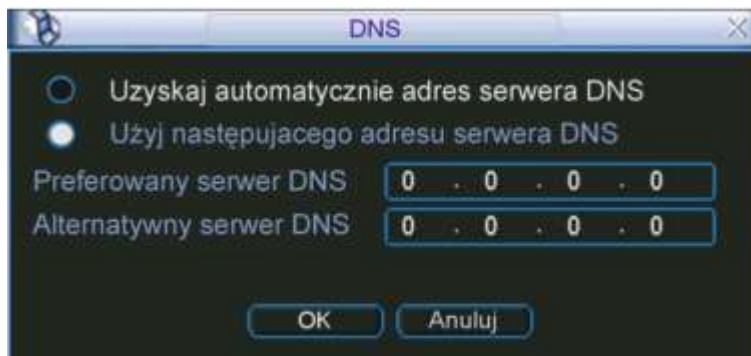 DNS
Uzyskaj automatycznie adres serwera DNS
Użyj następujacego adresu serwera DNS
Preferowany serwer DNS 0 . 0 . 0 . 0
Alternatywny serwer DNS 0 . 0 . 0 . 0
OK Anuluj